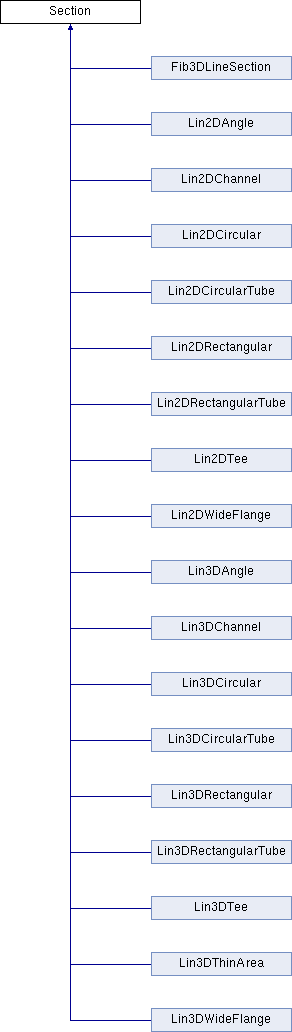 Section
Fib3DLineSection
Lin2DAngle
Lin2DChannel
Lin2DCircular
Lin2DCircularTube
Lin2DRectangular
Lin2DRectangularTube
Lin2DTee
Lin2DWideFlange
Lin3DAngle
Lin3DChannel
Lin3DCircular
Lin3DCircularTube
Lin3DRectangular
Lin3DRectangularTube
Lin3DTee
Lin3DThinArea
Lin3DWideFlange